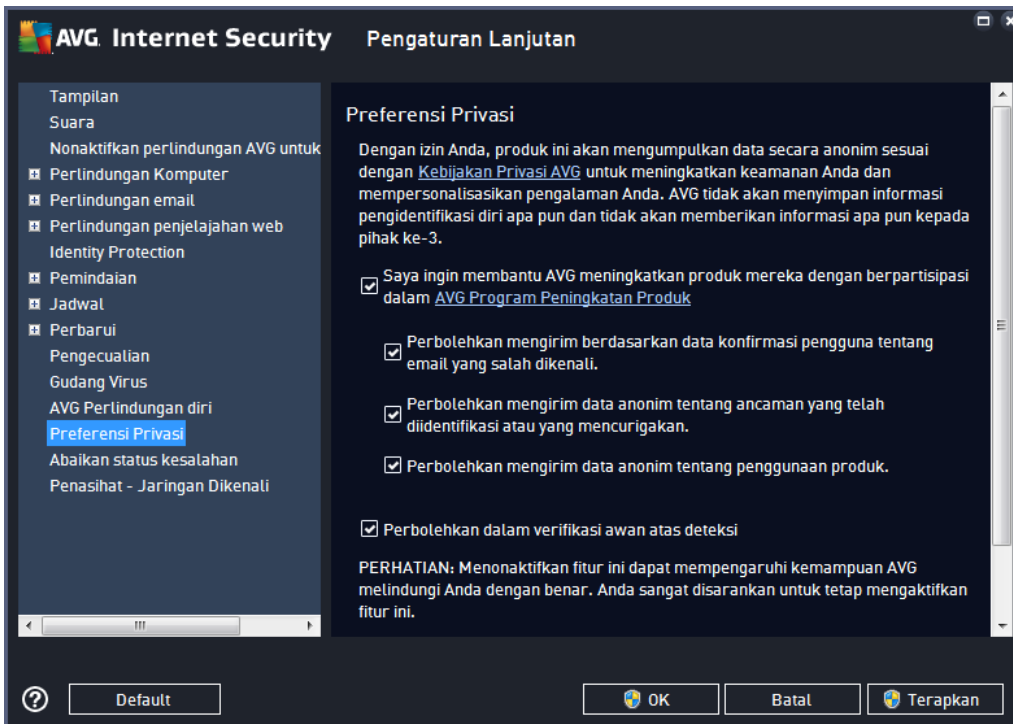 AVG. Internet Security Pengaturan Lanjutan
Tampilan
Suara
Nonaktifkan perlindungan AVG untuk
Perlindungan Komputer
Perlindungan email
Perlindungan penjelajahan web
Identity Protection
Pemindaian
Jadwal
Perbarui
Pengecualian
Gudang Virus
AVG Perlindungan diri
Preferensi Privasi
Abaikan status kesalahan
Penasihat - Jaringan Dikenali
Preferensi Privasi
Dengan izin Anda, produk ini akan mengumpulkan data secara anonim sesuai
dengan Kebijakan Privasi AVG untuk meningkatkan keamanan Anda dan
mempersonalisasikan pengalaman Anda. AVG tidak akan menyimpan informasi
pengidentifikasi diri apa pun dan tidak akan memberikan informasi apa pun kepada
pihak ke-3.
Saya ingin membantu AVG meningkatkan produk mereka dengan berpartisipasi
dalam AVG Program Peningkatan Produk
Perbolehkan mengirim berdasarkan data konfirmasi pengguna tentang
email yang salah dikenali.
Perbolehkan mengirim data anonim tentang ancaman yang telah
diidentifikasi atau yang mencurigakan.
Perbolehkan mengirim data anonim tentang penggunaan produk.
Perbolehkan dalam verifikasi awan atas deteksi
PERHATIAN: Menonaktifkan fitur ini dapat mempengaruhi kemampuan AVG
melindungi Anda dengan benar. Anda sangat disarankan untuk tetap mengaktifkan
fitur ini.
? Default OK Batal Terapkan